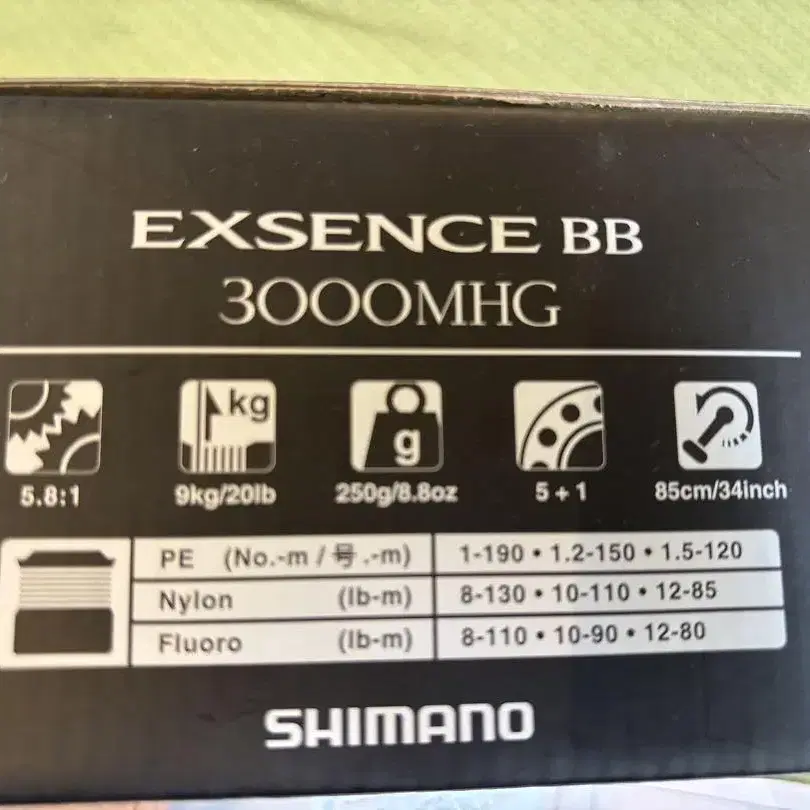 EXSENCE BB
3000MHG
kg
g
5.8:1 9kg/20lb 250g/8.8oz 5+1 85cm/34inch
PE (No.-m / 号.-m) 1-190 • 1.2-150 • 1.5-120
Nylon (lb-m) 8-130 • 10-110 • 12-85
Fluoro (lb-m) 8-110 • 10-90 • 12-80
SHIMANO